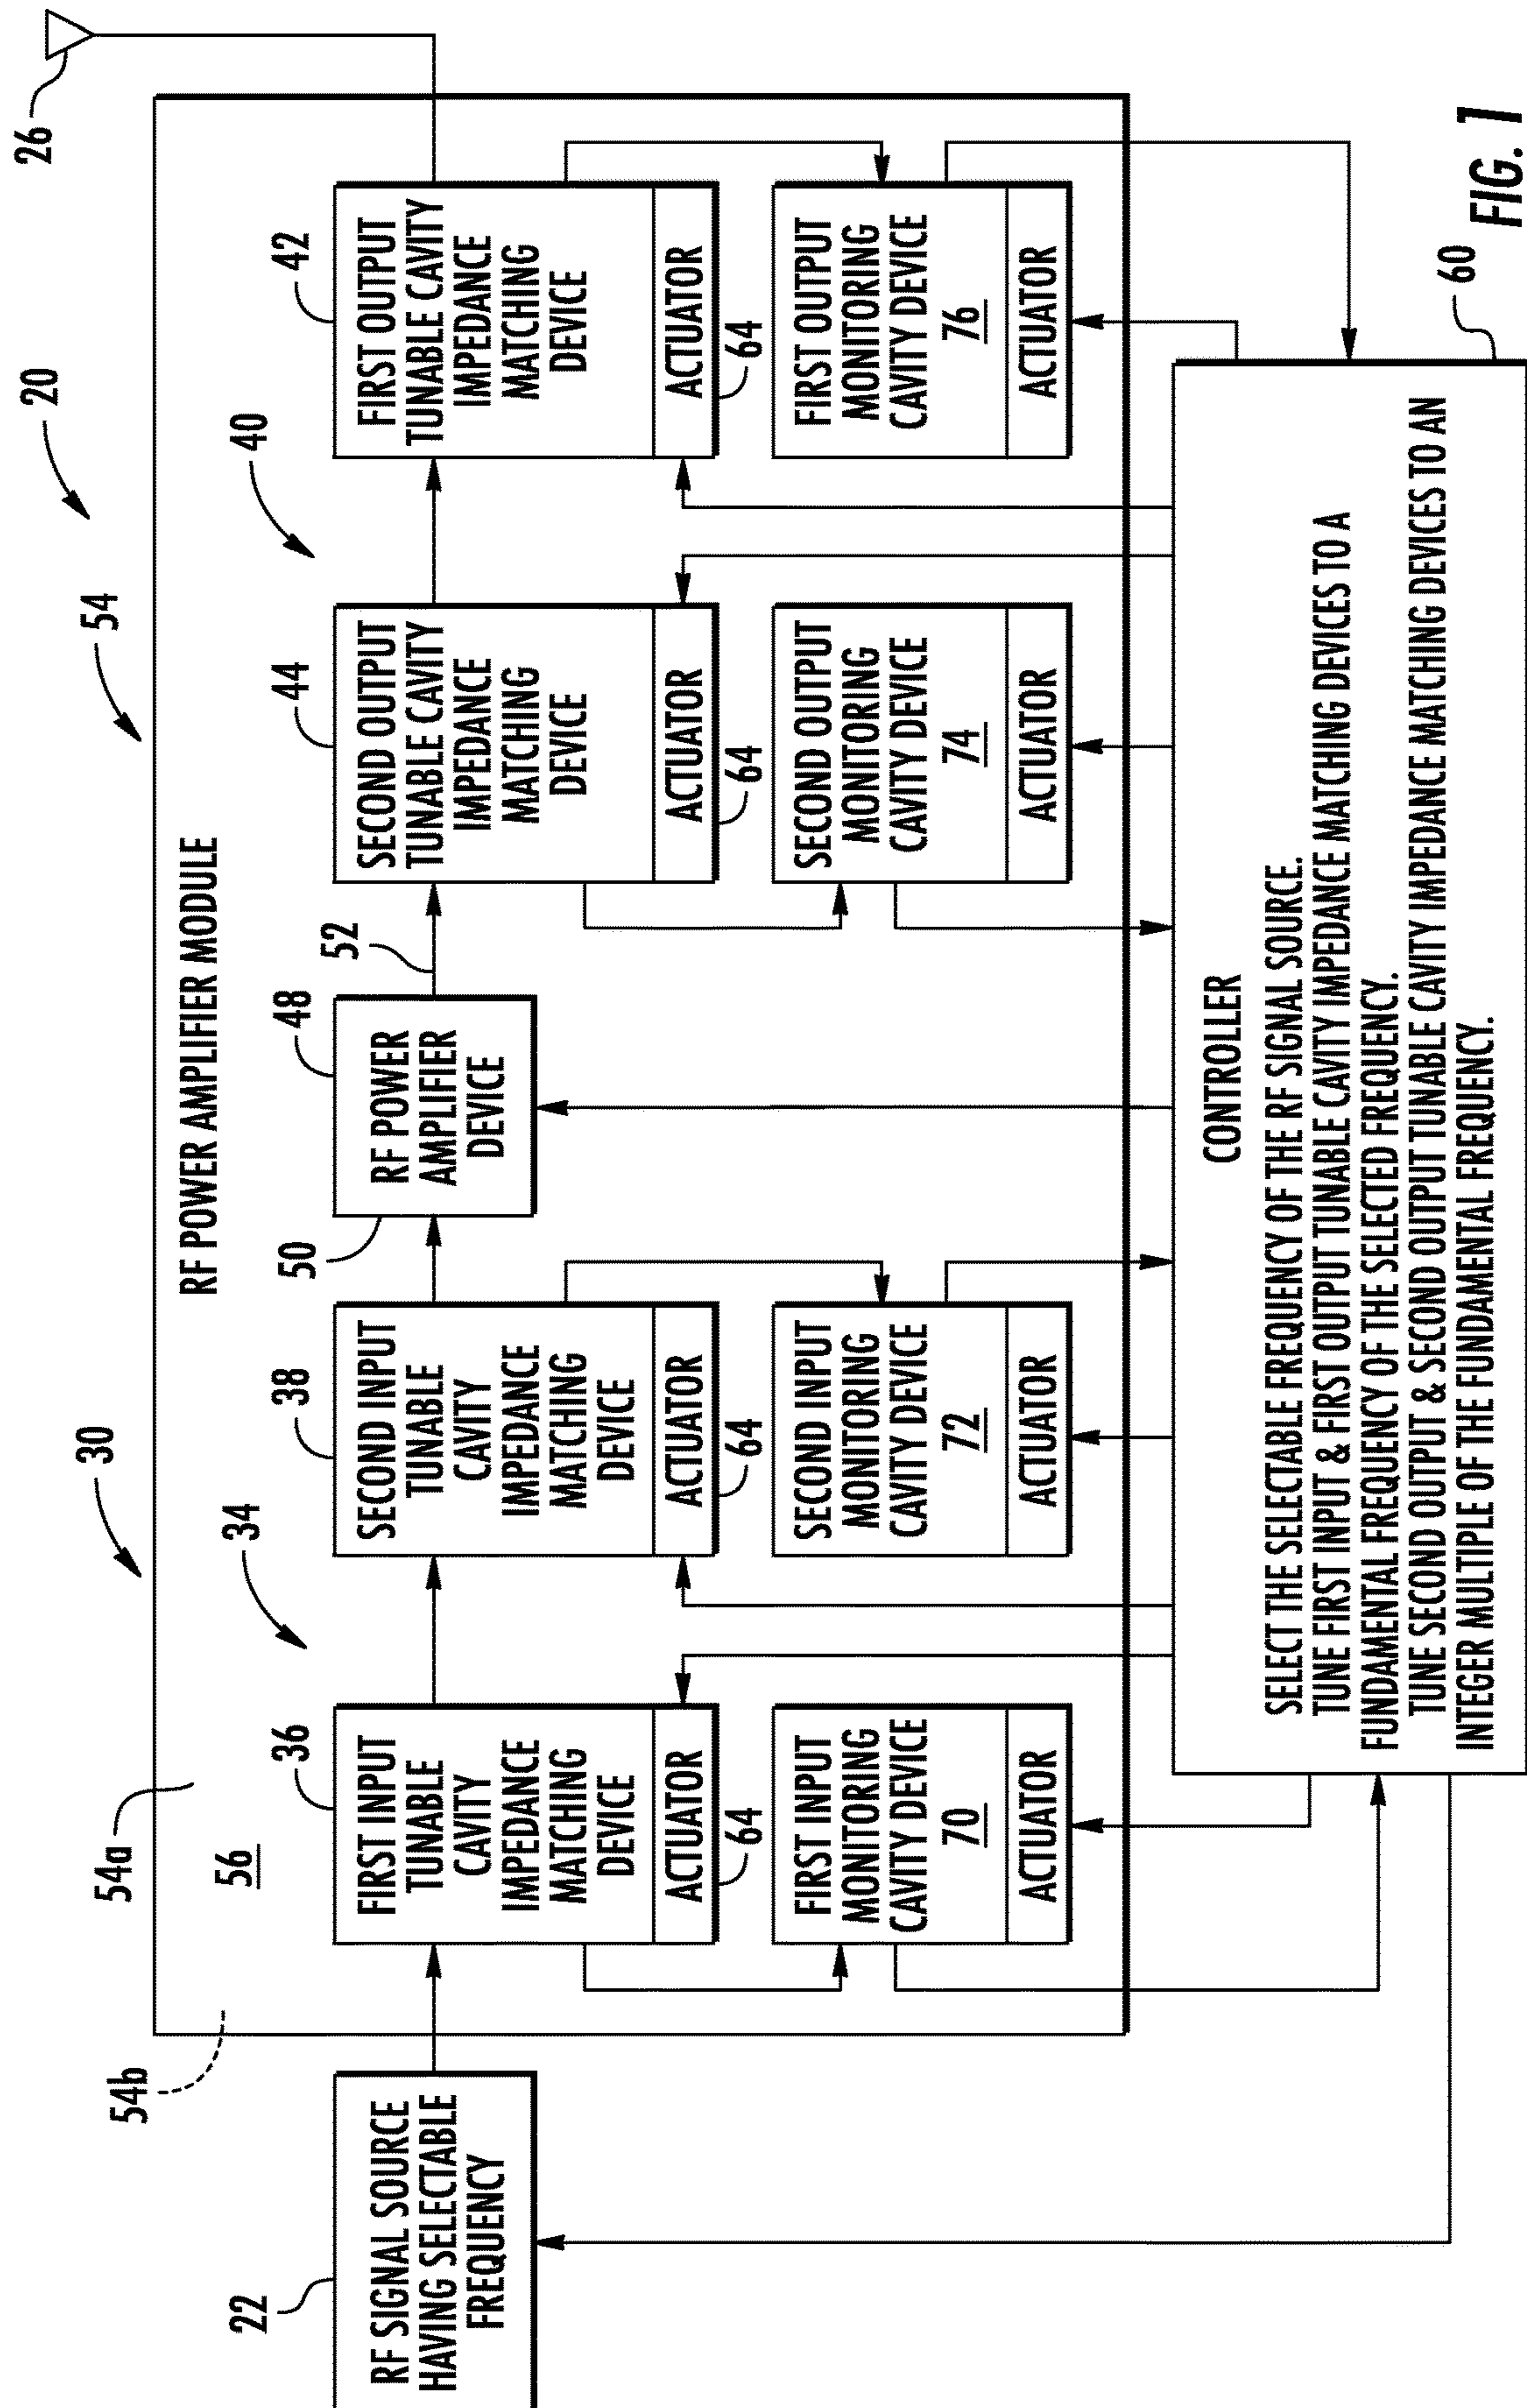 20
54
30
26
54a
54b
56
RF POWER AMPLIFIER MODULE
34
40
22
RF SIGNAL SOURCE
HAVING SELECTABLE
FREQUENCY
36
FIRST INPUT
TUNABLE
CAVITY
IMPEDANCE
MATCHING
DEVICE
ACTUATOR
64
38
SECOND INPUT
TUNABLE
CAVITY
IMPEDANCE
MATCHING
DEVICE
ACTUATOR
64
50
48
RF POWER
AMPLIFIER
DEVICE
52
44
SECOND OUTPUT
TUNABLE CAVITY
IMPEDANCE
MATCHING
DEVICE
ACTUATOR
64
42
FIRST OUTPUT
TUNABLE CAVITY
IMPEDANCE
MATCHING
DEVICE
ACTUATOR
64
FIRST INPUT
MONITORING
CAVITY DEVICE
70
ACTUATOR
SECOND INPUT
MONITORING
CAVITY DEVICE
72
ACTUATOR
SECOND OUTPUT
MONITORING
CAVITY DEVICE
74
ACTUATOR
FIRST OUTPUT
MONITORING
CAVITY DEVICE
76
ACTUATOR
CONTROLLER
SELECT THE SELECTABLE FREQUENCY OF THE RF SIGNAL SOURCE.
TUNE FIRST INPUT & FIRST OUTPUT TUNABLE CAVITY IMPEDANCE MATCHING DEVICES TO A
FUNDAMENTAL FREQUENCY OF THE SELECTED FREQUENCY.
TUNE SECOND OUTPUT & SECOND OUTPUT TUNABLE CAVITY IMPEDANCE MATCHING DEVICES TO AN
INTEGER MULTIPLE OF THE FUNDAMENTAL FREQUENCY.
60
FIG. 1